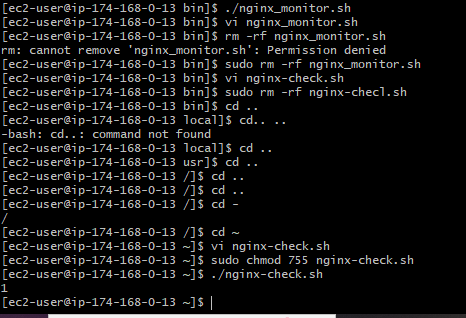 [ec2-user@ip-174-168-0-13 bin]$ ./nginx_monitor.sh
[ec2-user@ip-174-168-0-13 bin]$ vi nginx_monitor.sh
[ec2-user@ip-174-168-0-13 bin]$ rm -rf nginx_monitor.sh
rm: cannot remove 'nginx_monitor.sh': Permission denied
[ec2-user@ip-174-168-0-13 bin]$ sudo rm -rf nginx_monitor.sh
[ec2-user@ip-174-168-0-13 bin]$ vi nginx-check.sh
[ec2-user@ip-174-168-0-13 bin]$ sudo rm -rf nginx-checl.sh
[ec2-user@ip-174-168-0-13 bin]$ cd ..
[ec2-user@ip-174-168-0-13 local]$ cd.. ..
-bash: cd..: command not found
[ec2-user@ip-174-168-0-13 local]$ cd ..
[ec2-user@ip-174-168-0-13 usr]$ cd ..
[ec2-user@ip-174-168-0-13 /]$ cd ..
[ec2-user@ip-174-168-0-13 /]$ cd ..
[ec2-user@ip-174-168-0-13 /]$ cd -
/
[ec2-user@ip-174-168-0-13 /]$ cd ~
[ec2-user@ip-174-168-0-13 ~]$ vi nginx-check.sh
[ec2-user@ip-174-168-0-13 ~]$ sudo chmod 755 nginx-check.sh
[ec2-user@ip-174-168-0-13 ~]$ ./nginx-check.sh
1
[ec2-user@ip-174-168-0-13 ~]$